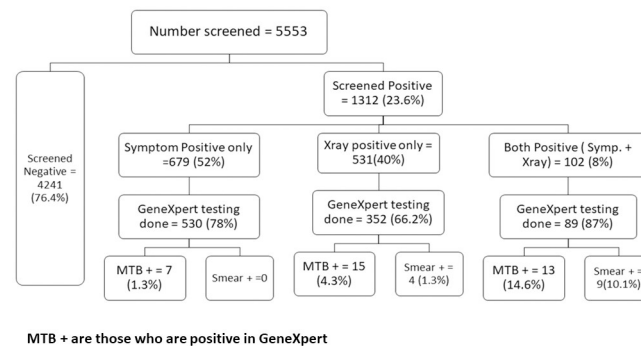 Number screened = 5553
Screened
Negative =
4241
(76.4%)
Screened Positive
= 1312 (23.6%)
Symptom Positive only
=679 (52%)
Xray positive only =
531(40%)
Both Positive ( Symp. +
Xray) = 102 (8%)
GeneXpert testing
done = 530 (78%)
GeneXpert testing
done = 352 (66.2%)
GeneXpert testing
done = 89 (87%)
MTB + = 7
(1.3%)
Smear + =0
MTB + = 15
(4.3%)
Smear + =
4 (1.3%)
MTB + = 13
(14.6%)
Smear + =
9(10.1%)
MTB + are those who are positive in GeneXpert